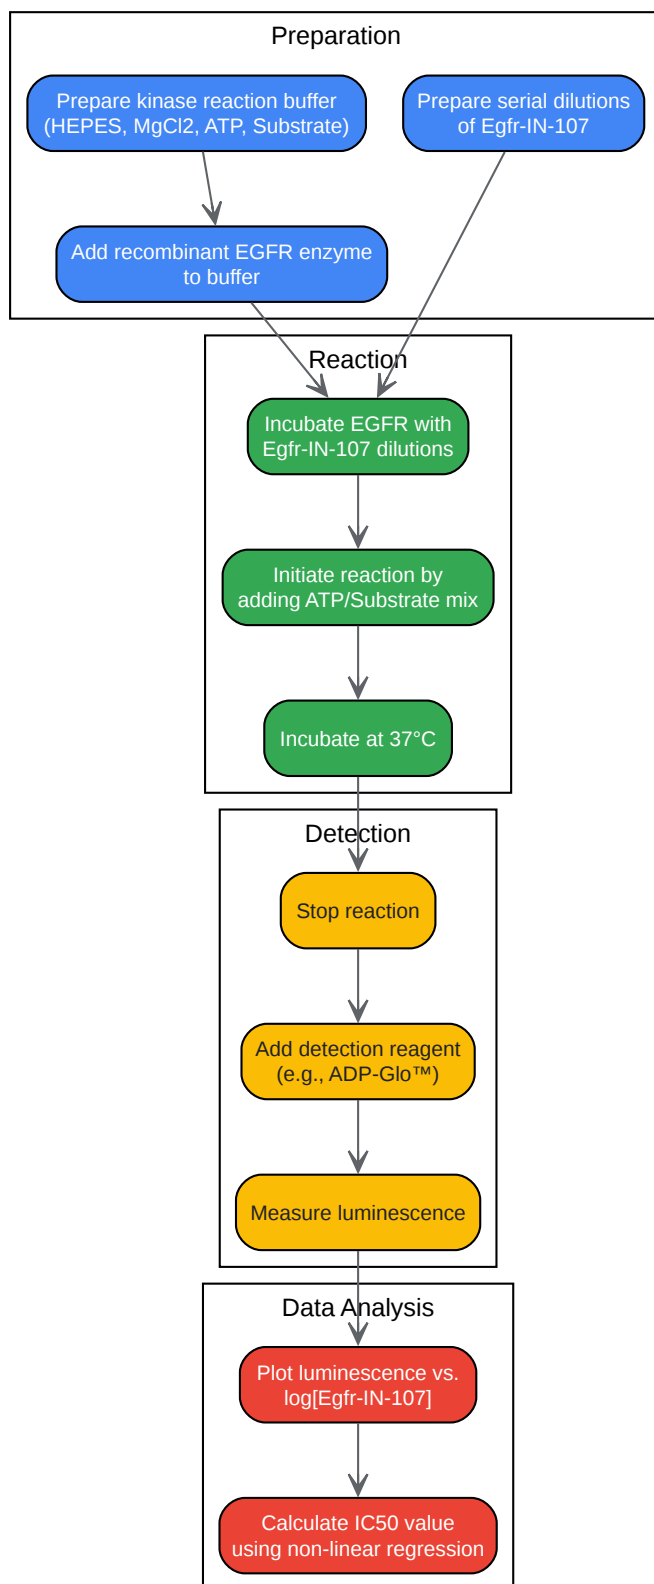 Preparation
Prepare kinase reaction buffer
(HEPES, MgCl2, ATP, Substrate)
Prepare serial dilutions
of Egfr-IN-107
Add recombinant EGFR enzyme
to buffer
Reaction
Incubate EGFR with
Egfr-IN-107 dilutions
Initiate reaction by
adding ATP/Substrate mix
Incubate at 37°C
Detection
Stop reaction
Add detection reagent
(e.g., ADP-Glo™)
Measure luminescence
Data Analysis
Plot luminescence vs.
log[Egfr-IN-107]
Calculate IC50 value
using non-linear regression